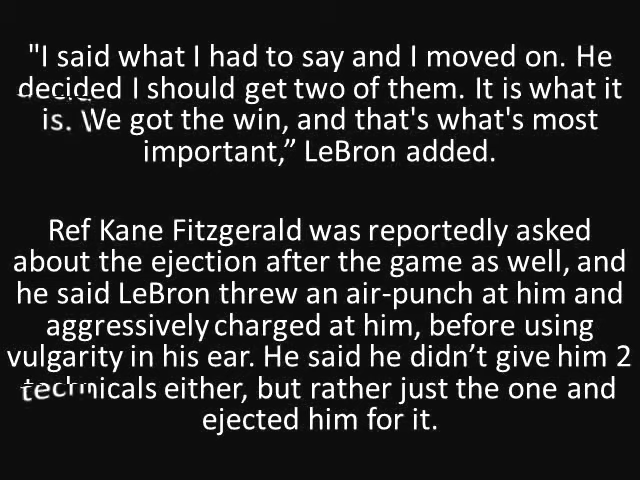 "I said what I had to say and I moved on. He
decided I should get two of them. It is what it
is. We got the win, and that's what's most
important,” LeBron added.
Ref Kane Fitzgerald was reportedly asked
about the ejection after the game as well, and
he said LeBron threw an air-punch at him and
aggressively charged at him, before using
vulgarity in his ear. He said he didn’t give him 2
technicals either, but rather just the one and
ejected him for it.